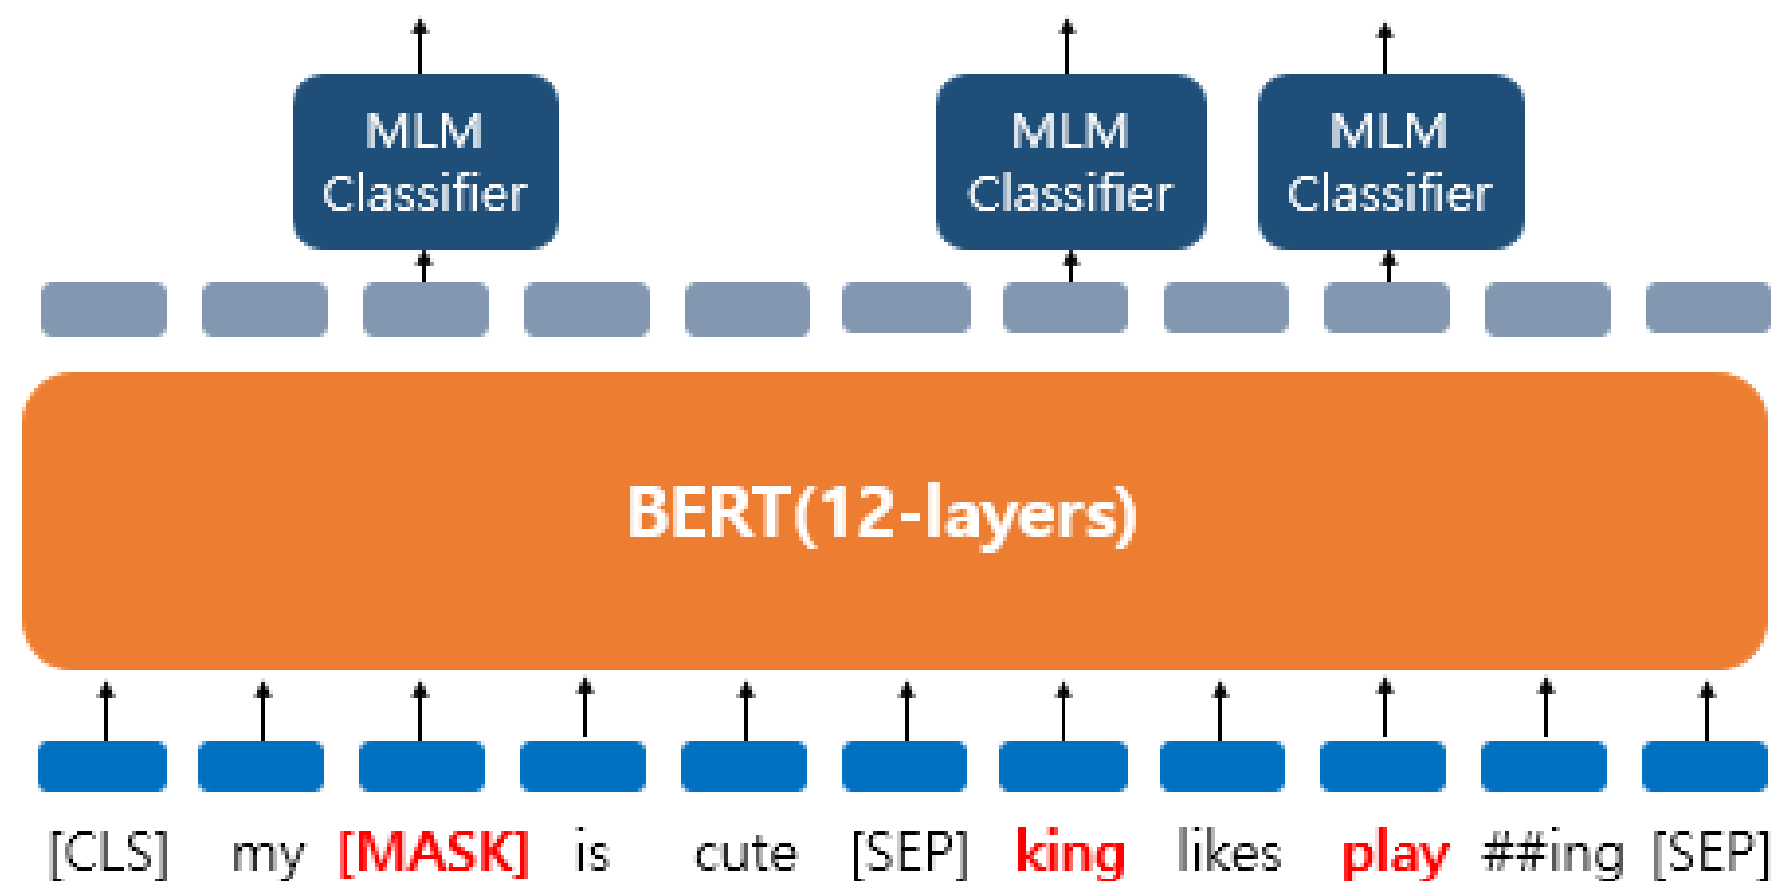 MLM
Classifier
MLM
Classifier
MLM
Classifier
BERT(12-layers)
[CLS] my [MASK] is cute [SEP] king likes play ##ing [SEP]